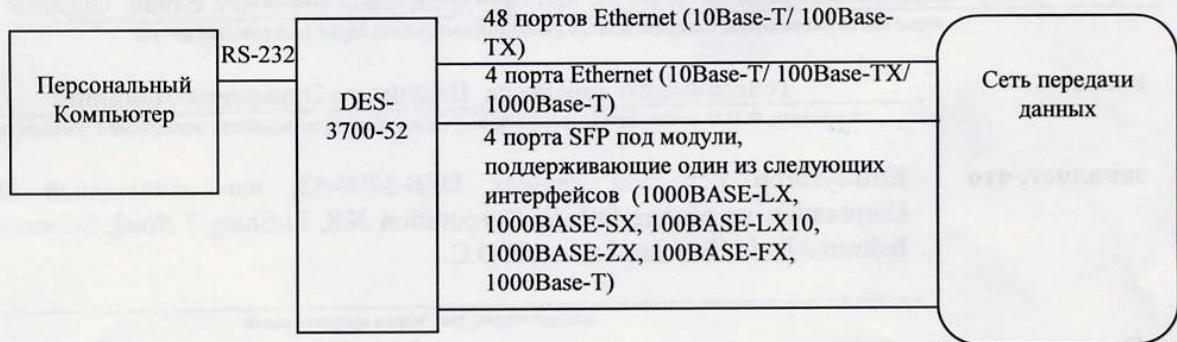 48 портов Ethernet (10Base-T/ 100Base-
TX)
RS-232
Персональный
Компьютер
DES-
3700-52
4 порта Ethernet (10Base-T/ 100Base-TX/
1000Base-T)
4 порта SFP под модули,
поддерживающие один из следующих
интерфейсов (1000BASE-LX,
1000BASE-SX, 100BASE-LX10,
1000BASE-ZX, 100BASE-FX,
1000Base-T)
Сеть передачи
данных